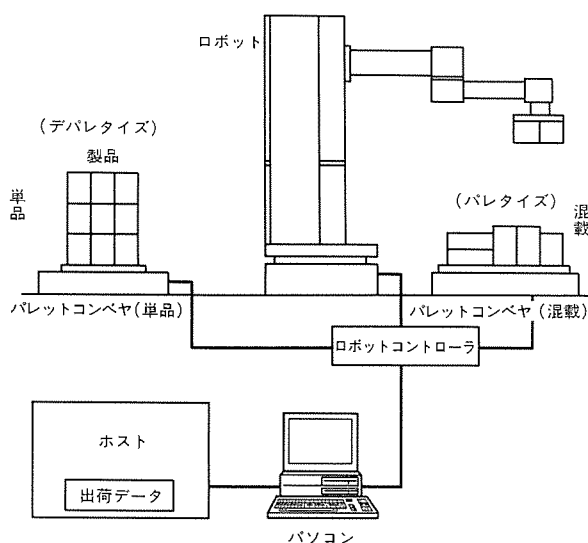 ロボット
(デパレタイズ)
製品
単品
(パレタイズ)
混載
パレットコンベヤ(単品)
パレットコンベヤ(混載)
ロボットコントローラ
ホスト
出荷データ
パソコン